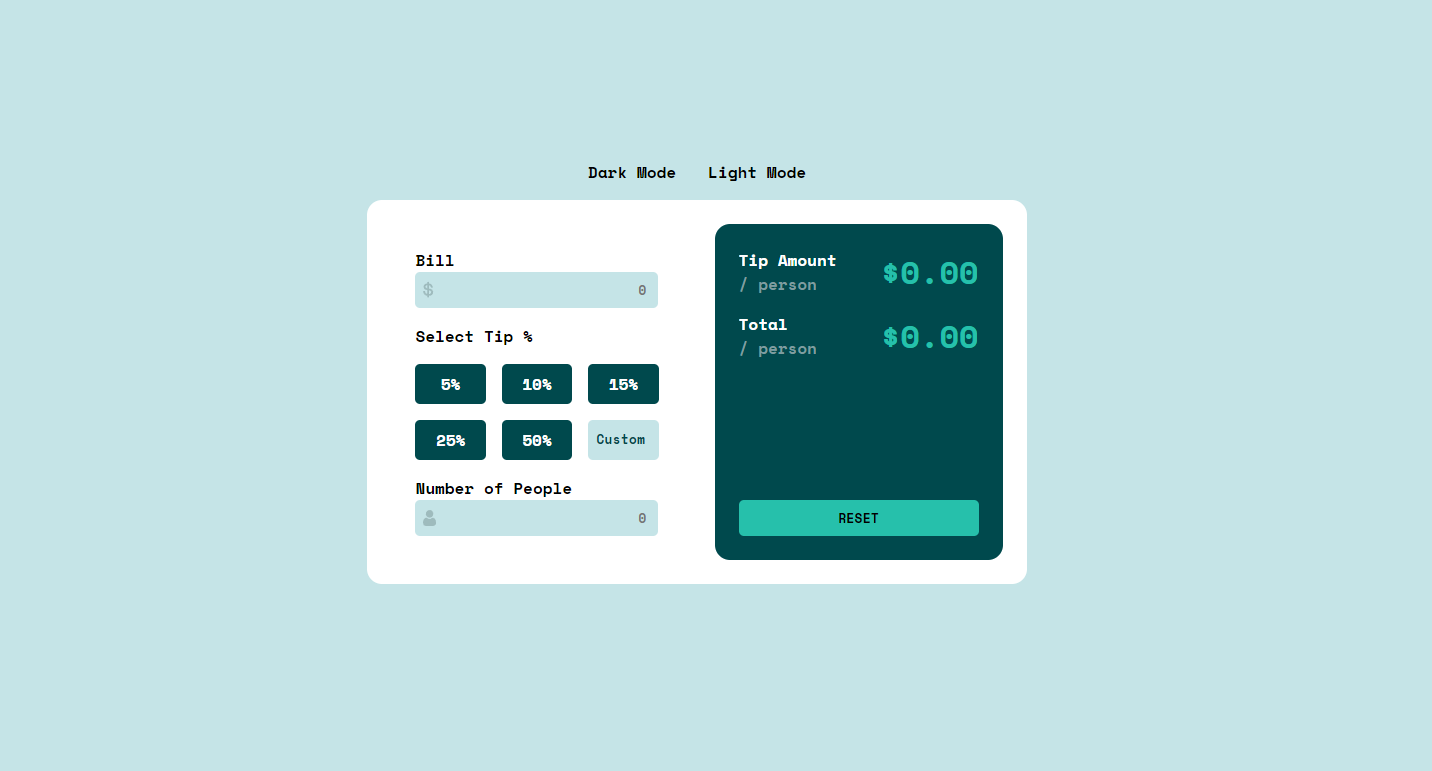 Dark Mode Light Mode
Bill
$ 0
Select Tip %
5% 10% 15%
25% 50% Custom
Number of People
0
Tip Amount
/ person
$0.00
Total
/ person
$0.00
RESET